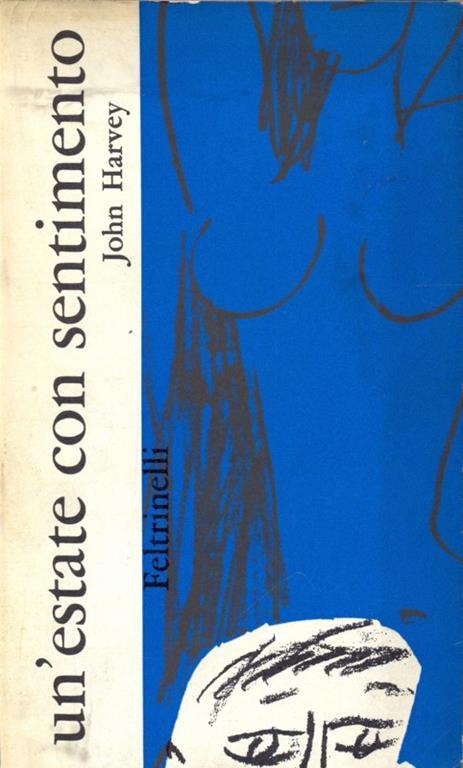 un'estate con sentimento
John Harvey
Feltrinelli